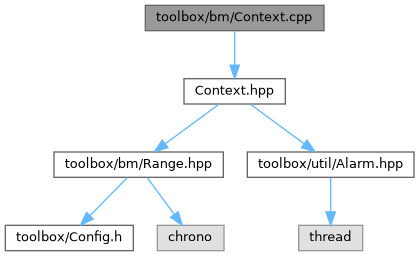 toolbox/bm/Context.cpp
Context.hpp
toolbox/bm/Range.hpp
toolbox/util/Alarm.hpp
toolbox/Config.h
chrono
thread